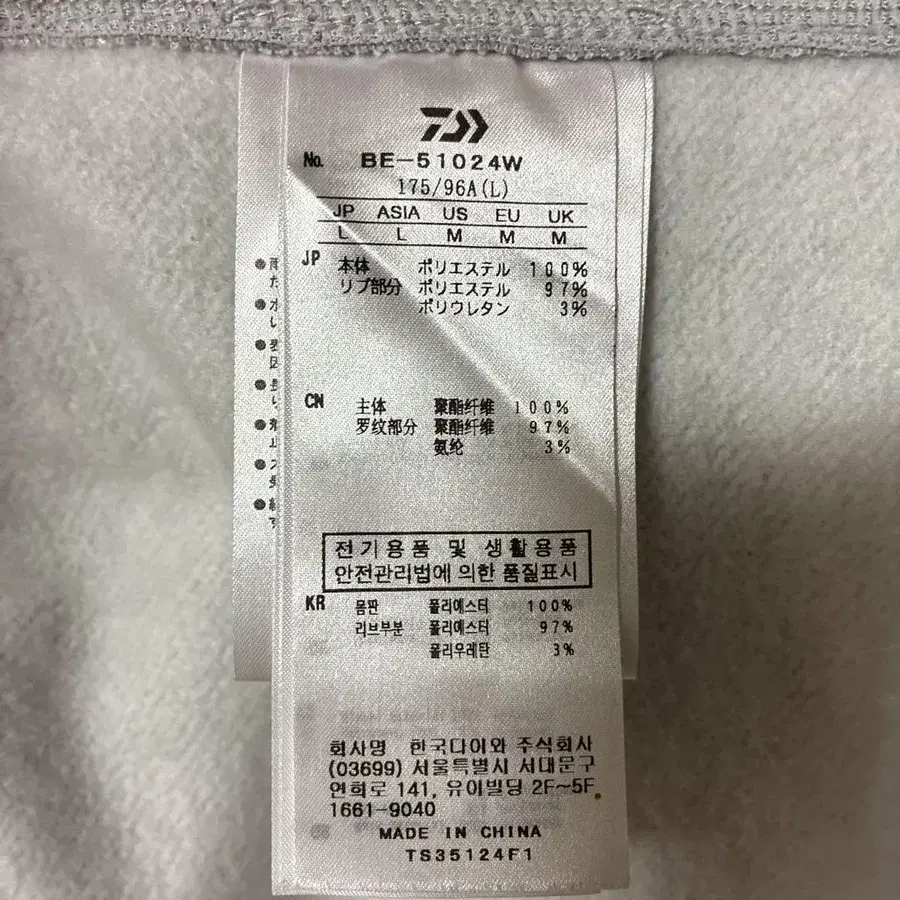 No. BE-51024W
175/96A(L)
JP ASIA US EU UK
L L M M M
JP 本体 ポリエステル 100%
リブ部分 ポリエステル 97%
ポリウレタン 3%
CN 主体 聚酯纤维 100%
罗纹部分 聚酯纤维 97%
氨纶 3%
전기용품 및 생활용품
안전관리법에 의한 품질표시
KR 몸판 폴리에스터 100%
리브부분 폴리에스터 97%
폴리우레탄 3%
회사명 한국다이와 주식회사
(03699) 서울특별시 서대문구
연희로 141, 유이빌딩 2F~5F
1661-9040
MADE IN CHINA
TS35124F1